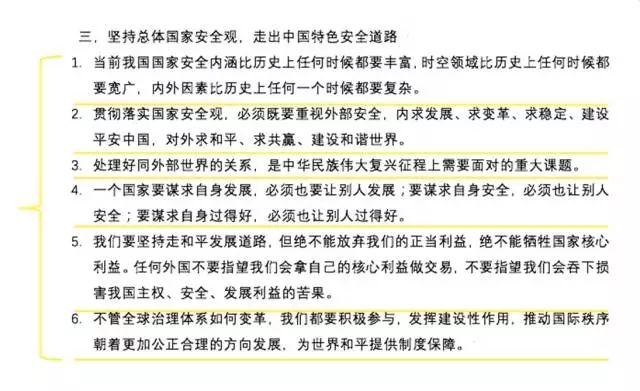 三，坚持总体国家安全观，走出中国特色安全道路
1. 当前我国国家安全内涵比历史上任何时候都要丰富，时空领域比历史上任何时候都
要宽广，内外因素比历史上任何一个时候都要复杂。
2. 贯彻落实国家安全观，必须既要重视外部安全，内求发展、求变革、求稳定、建设
平安中国，对外求和平、求共赢、建设和谐世界。
3. 处理好同外部世界的关系，是中华民族伟大复兴征程上需要面对的重大课题。
4. 一个国家要谋求自身发展，必须也要让别人发展；要谋求自身安全，必须也让别人
安全；要谋求自身过得好，必须也让别人过得好。
5. 我们要坚持走和平发展道路，但绝不能放弃我们的正当利益，绝不能牺牲国家核心
利益。任何外国不要指望我们会拿自己的核心利益做交易，不要指望我们会吞下损
害我国主权、安全、发展利益的苦果。
6. 不管全球治理体系如何变革，我们都要积极参与，发挥建设性作用，推动国际秩序
朝着更加公正合理的方向发展，为世界和平提供制度保障。